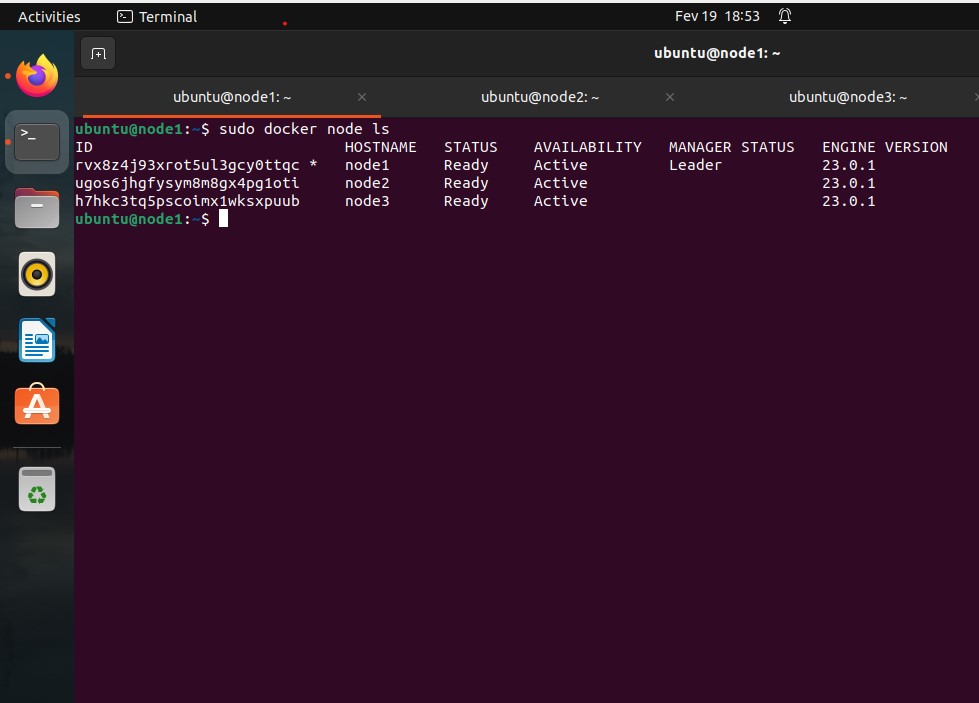 Activities Terminal Fev 19 18:53
ubuntu@node1: ~
ubuntu@node1: ~ ubuntu@node2: ~ ubuntu@node3: ~
ubuntu@node1:~$ sudo docker node ls
ID HOSTNAME STATUS AVAILABILITY MANAGER STATUS ENGINE VERSION
rvx8z4j93xrot5ul3gcy0ttqc * node1 Ready Active Leader 23.0.1
ugos6jhgfysym8m8gx4pg1oti node2 Ready Active 23.0.1
h7hkc3tq5pscoimx1wksxpuub node3 Ready Active 23.0.1
ubuntu@node1:~$